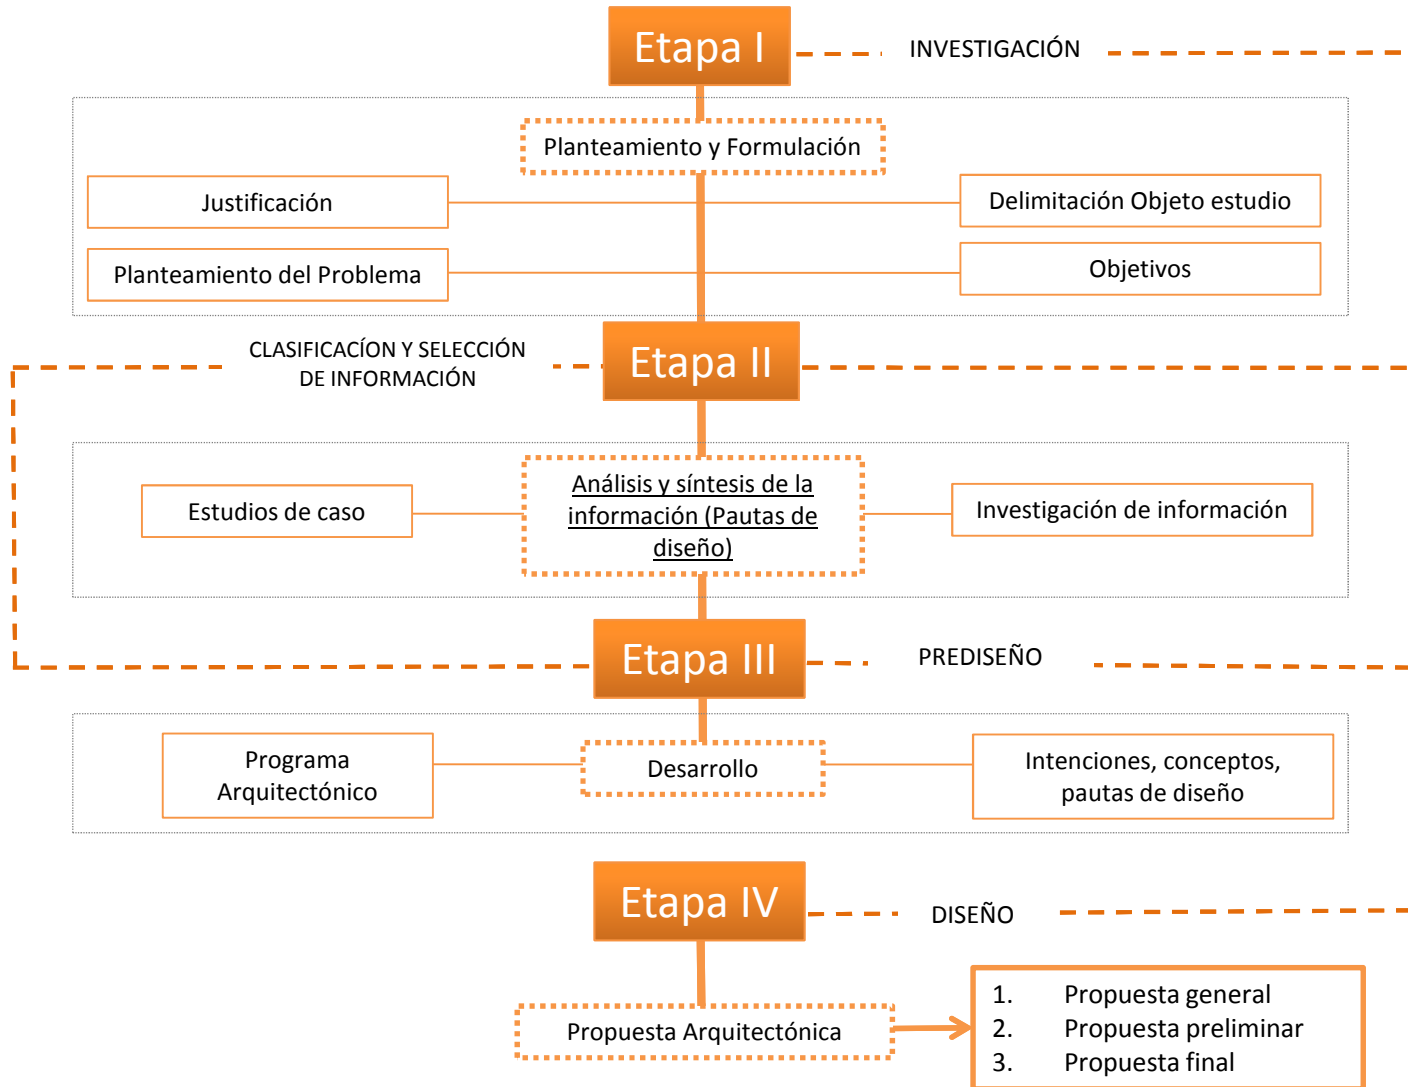 Etapa I
INVESTIGACIÓN
Planteamiento y Formulación
Justificación
Delimitación Objeto estudio
Planteamiento del Problema
Objetivos
CLASIFICACÍON Y SELECCIÓN
DE INFORMACIÓN
Etapa II
Estudios de caso
Análisis y síntesis de la
información (Pautas de
diseño)
Investigación de información
Etapa III
PREDISEÑO
Programa
Arquitectónico
Desarrollo
Intenciones, conceptos,
pautas de diseño
Etapa IV
DISEÑO
Propuesta Arquitectónica
1. Propuesta general
2. Propuesta preliminar
3. Propuesta final